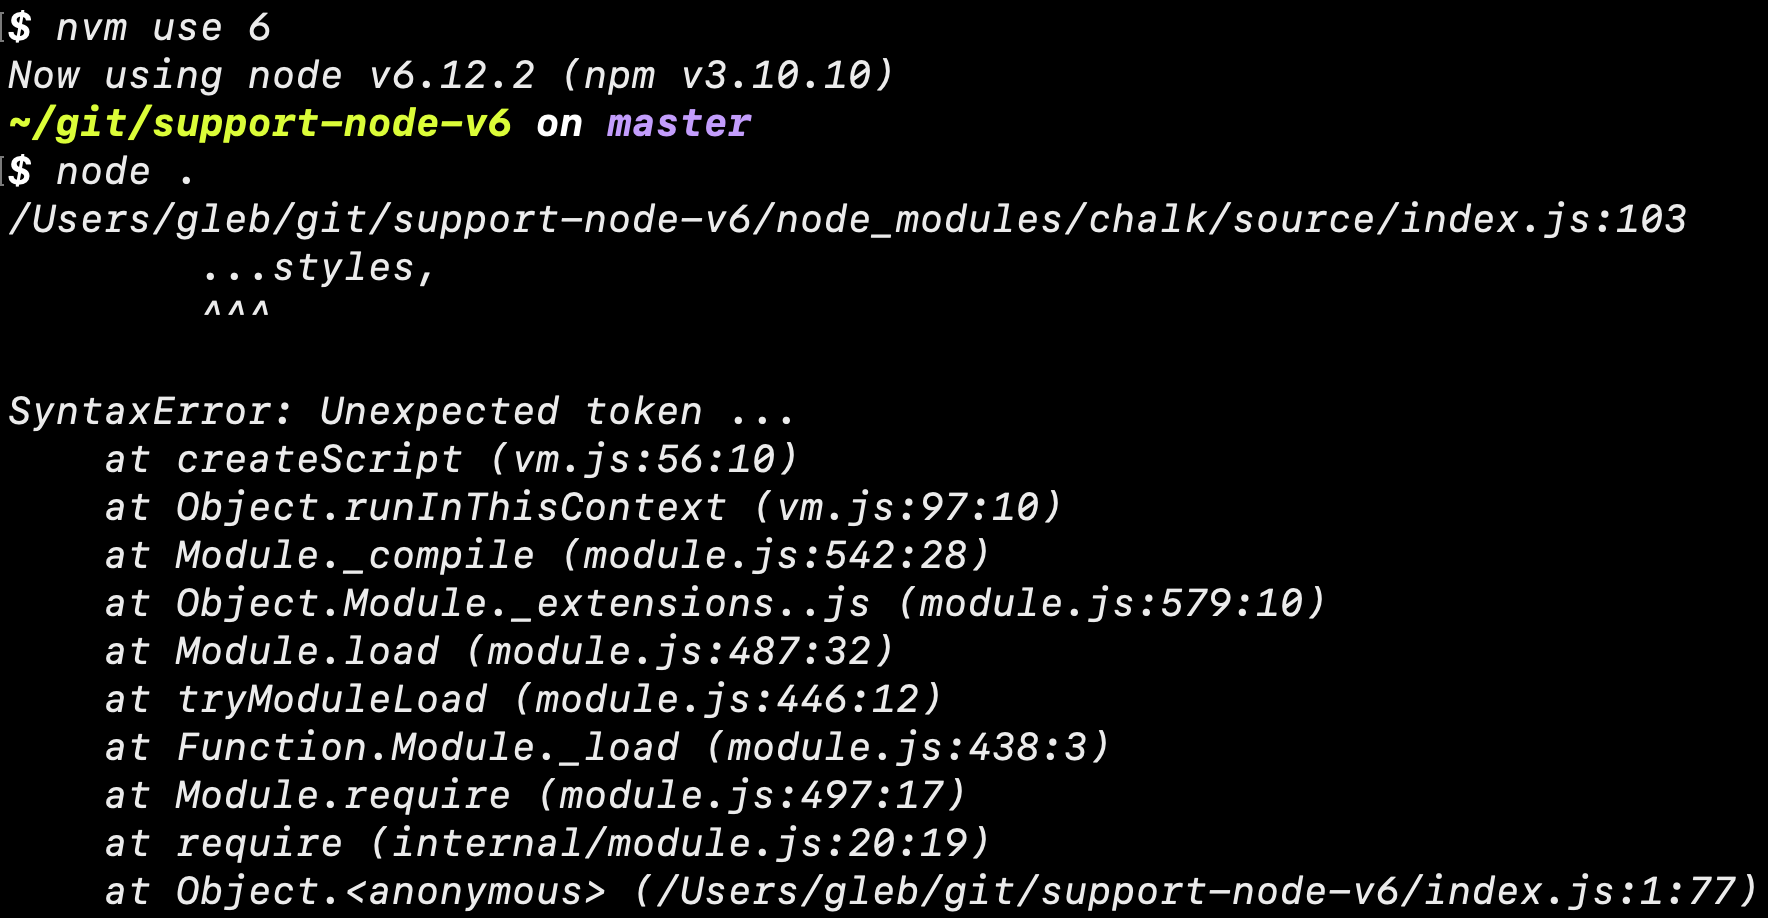 $ nvm use 6
Now using node v6.12.2 (npm v3.10.10)
~/git/support-node-v6 on master
$ node .
/Users/gleb/git/support-node-v6/node_modules/chalk/source/index.js:103
        ...styles,
        ^^^

SyntaxError: Unexpected token ...
    at createScript (vm.js:56:10)
    at Object.runInThisContext (vm.js:97:10)
    at Module._compile (module.js:542:28)
    at Object.Module._extensions..js (module.js:579:10)
    at Module.load (module.js:487:32)
    at tryModuleLoad (module.js:446:12)
    at Function.Module._load (module.js:438:3)
    at Module.require (module.js:497:17)
    at require (internal/module.js:20:19)
    at Object.<anonymous> (/Users/gleb/git/support-node-v6/index.js:1:77)